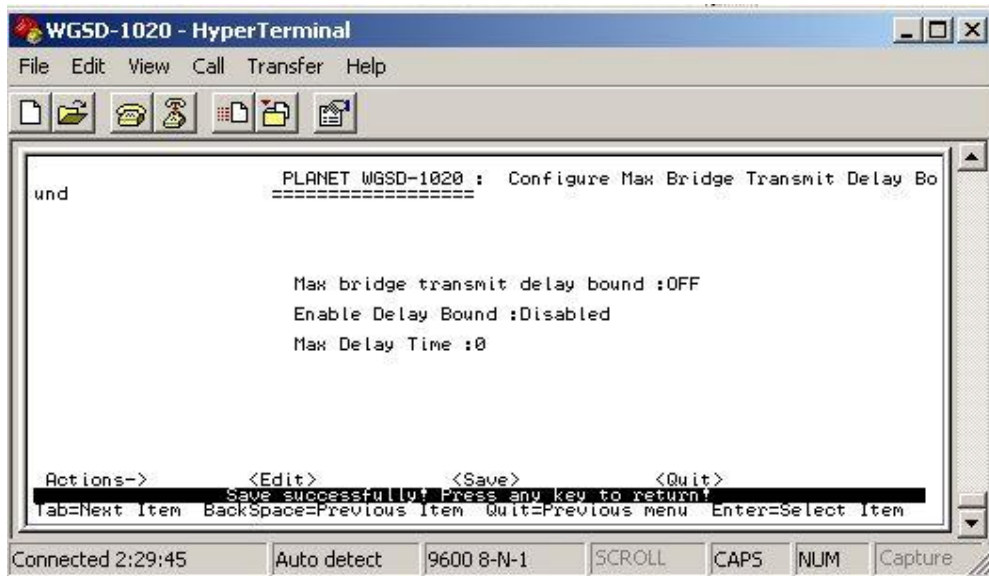 WGSD-1020 - HyperTerminal
File Edit View Call Transfer Help
PLANET WGSD-1020 : Configure Max Bridge Transmit Delay Bo
und
==================
Max bridge transmit delay bound :OFF
Enable Delay Bound :Disabled
Max Delay Time :0
Actions-> <Edit> <Save> <Quit>
Save successfully! Press any key to return!
Tab=Next Item BackSpace=Previous Item Quit=Previous menu Enter=Select Item
Connected 2:29:45 Auto detect 9600 8-N-1 SCROLL CAPS NUM Capture